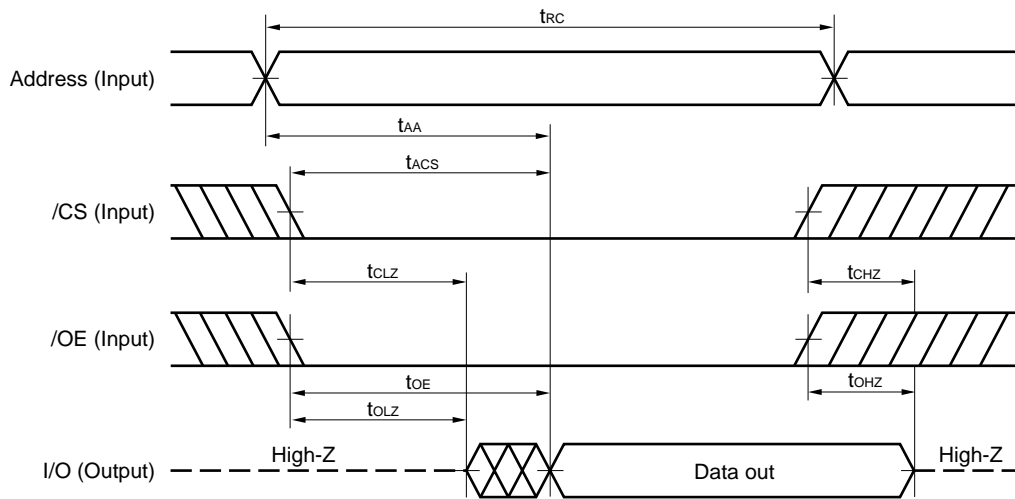 tRC
Address (Input)
tAA
tACS
/CS (Input)
tCLZ
tCHZ
/OE (Input)
tOE
tOHZ
tOLZ
High-Z
High-Z
I/O (Output)
Data out